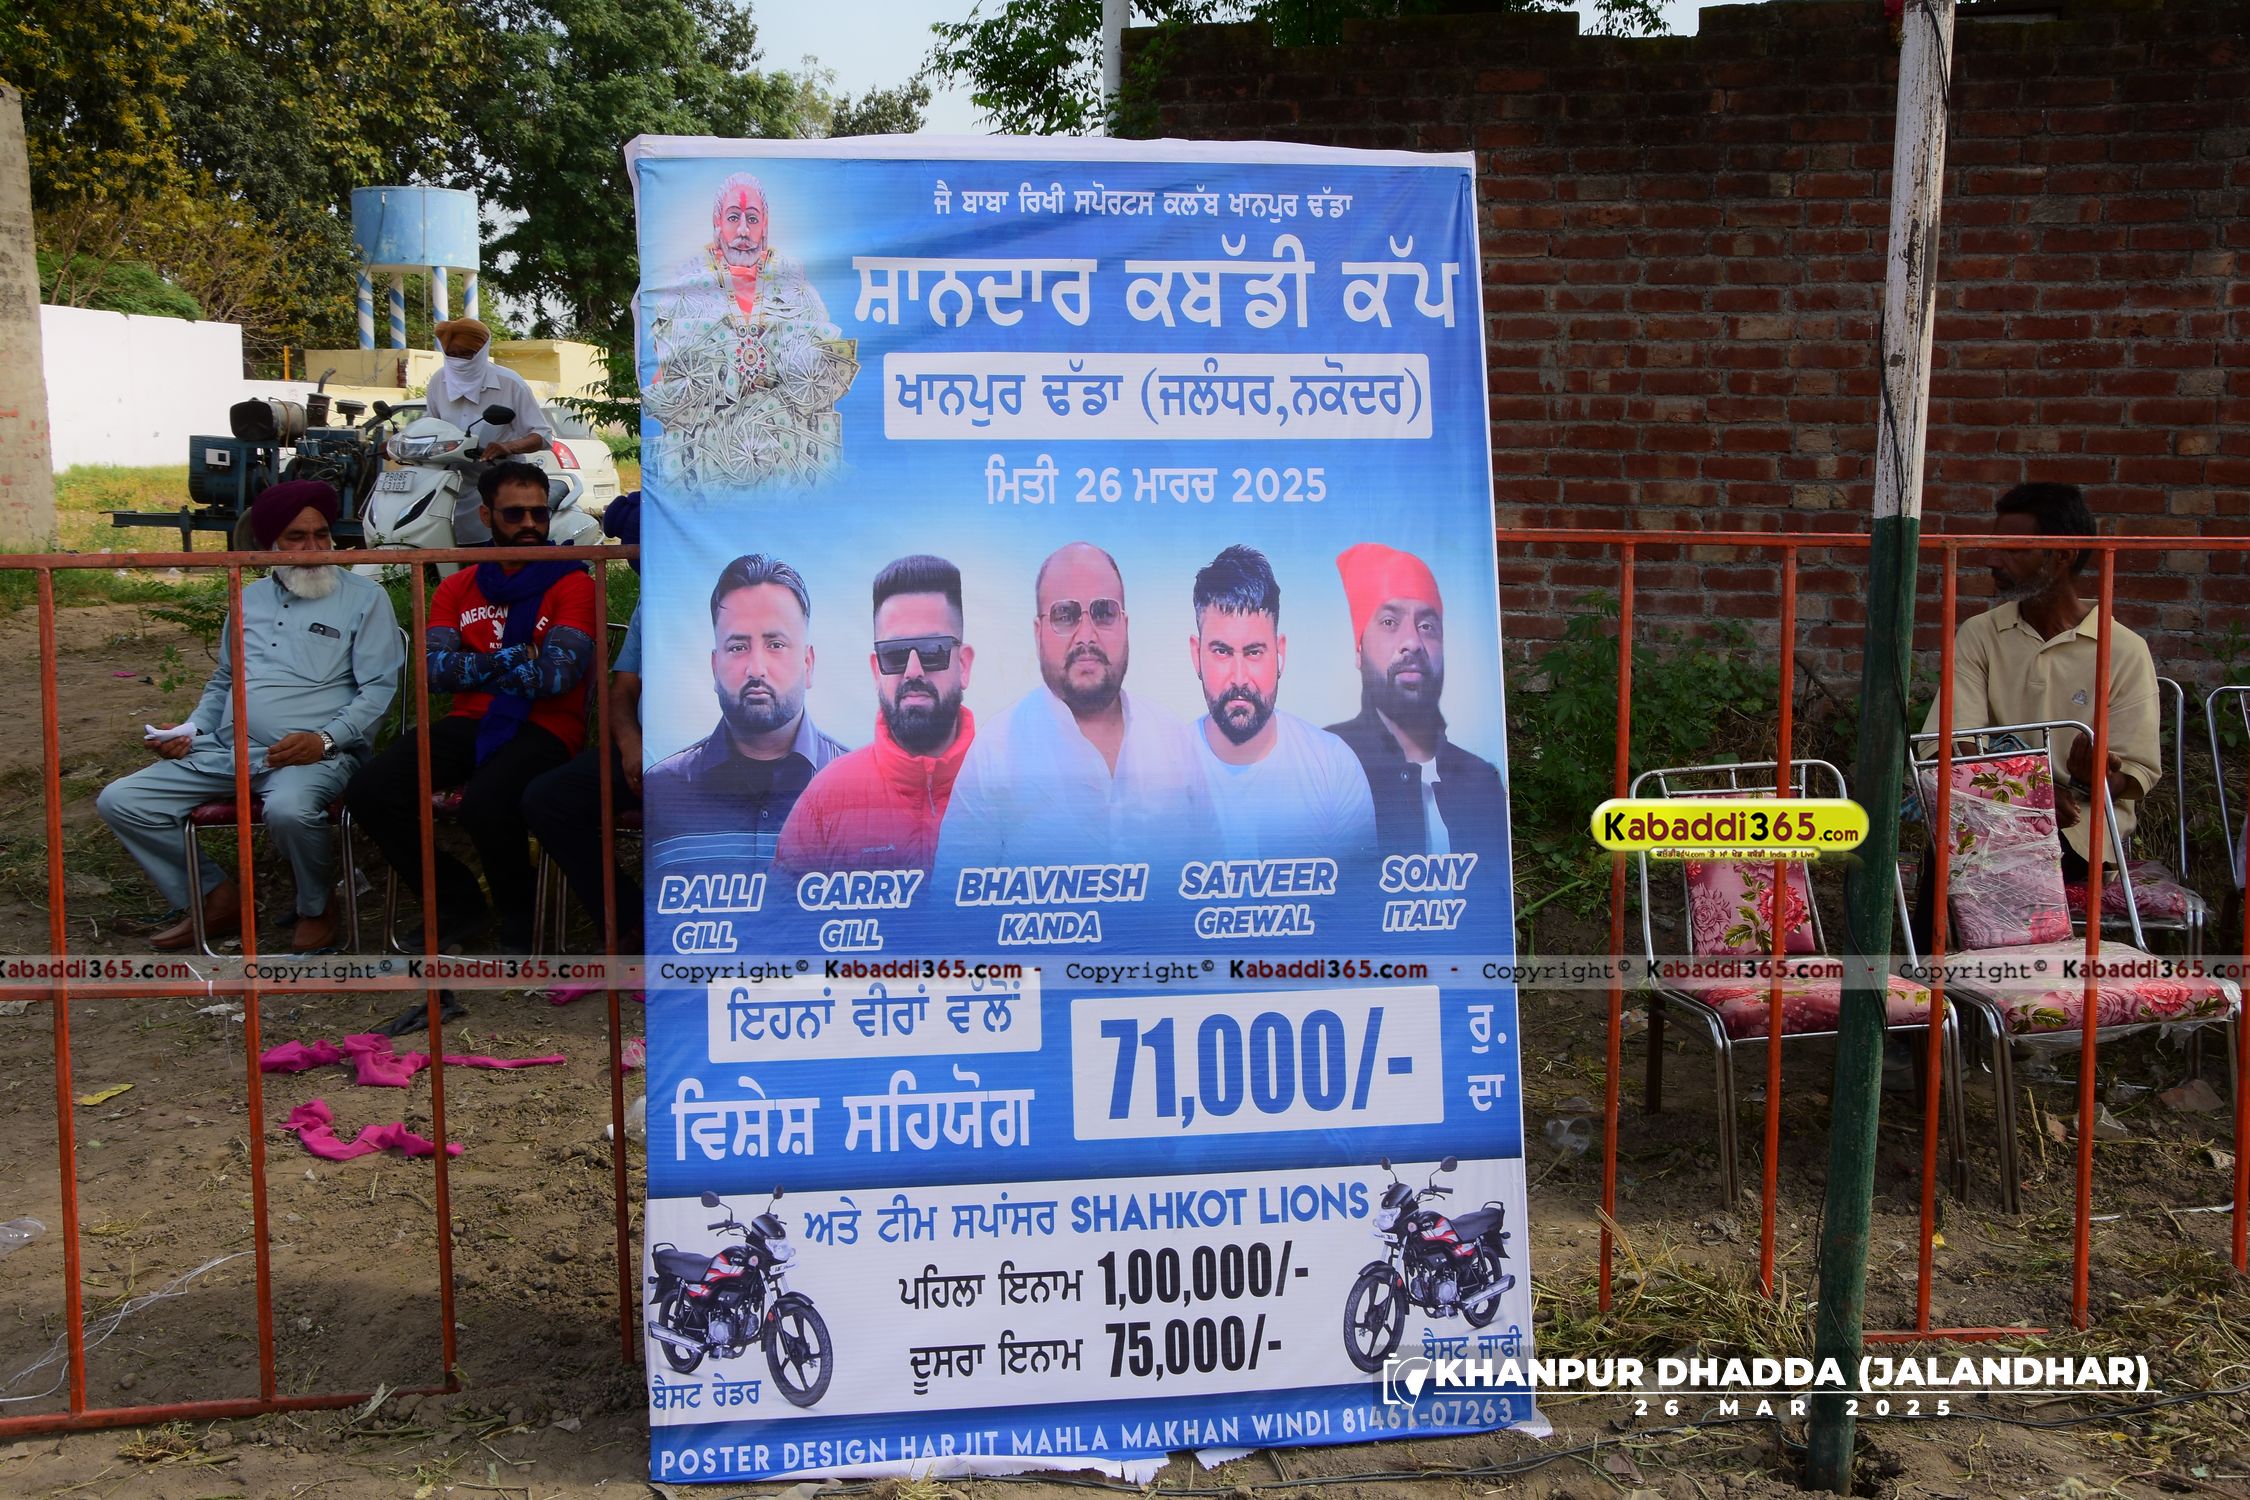 ਜੈ ਬਾਬਾ ਰਿਖੀ ਸਪੋਰਟਸ ਕਲੱਬ ਖਾਨਪੁਰ ਢੱਡਾ
ਸ਼ਾਨਦਾਰ ਕਬੱਡੀ ਕੱਪ
ਖਾਨਪੁਰ ਢੱਡਾ (ਜਲੰਧਰ,ਨਕੋਦਰ)
ਮਿਤੀ 26 ਮਾਰਚ 2025
BALLI GILL
GARRY GILL
BHAVNESH KANDA
SATVEER GREWAL
SONY ITALY
ਇਹਨਾਂ ਵੀਰਾਂ ਵੱਲੋਂ
ਵਿਸ਼ੇਸ਼ ਸਹਿਯੋਗ 71,000/- ਰੁ. ਦਾ
ਅਤੇ ਟੀਮ ਸਪਾਂਸਰ SHAHKOT LIONS
ਪਹਿਲਾ ਇਨਾਮ 1,00,000/-
ਦੂਸਰਾ ਇਨਾਮ 75,000/-
ਬੈਸਟ ਰੇਡਰ
ਬੈਸਟ ਜਾਫੀ
POSTER DESIGN HARJIT MAHLA MAKHAN WINDI 81461-07263
Kabaddi365.com
Kabaddi365.com - Copyright© Kabaddi365.com - Copyright© Kabaddi365.com - Copyright© Kabaddi365.com - Copyright© Kabaddi365.com - Copyright© Kabaddi365.com
KHANPUR DHADDA (JALANDHAR)
26 MAR 2025